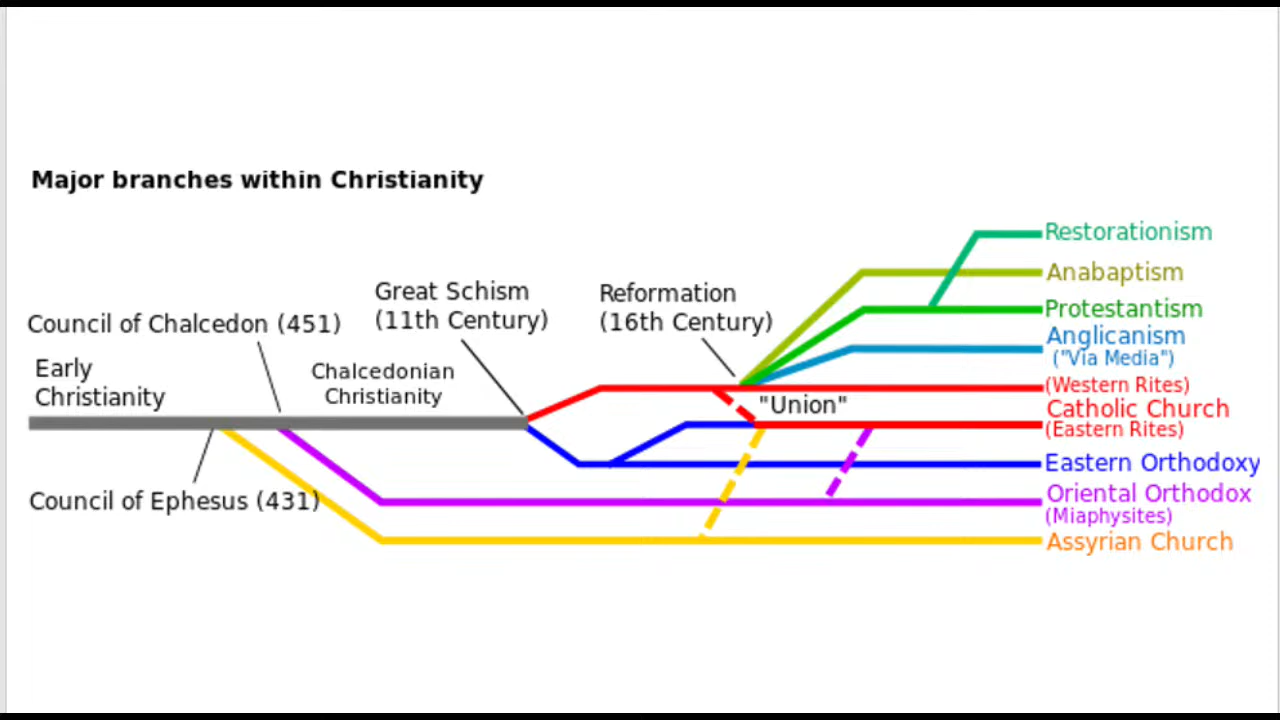 Major branches within Christianity
Restorationism
Anabaptism
Great Schism
(11th Century)
Reformation
(16th Century)
Protestantism
Council of Chalcedon (451)
Anglicanism
("Via Media")
Early
Christianity
Chalcedonian
Christianity
(Western Rites)
"Union"
Catholic Church
(Eastern Rites)
Eastern Orthodoxy
Council of Ephesus (431)
Oriental Orthodox
(Miaphysites)
Assyrian Church